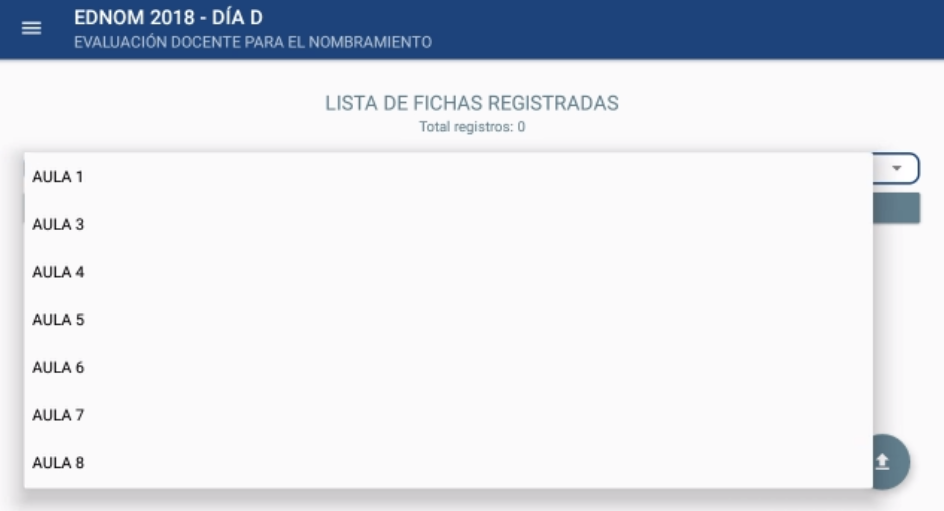 EDNOM 2018 - DÍA D
EVALUACIÓN DOCENTE PARA EL NOMBRAMIENTO
LISTA DE FICHAS REGISTRADAS
Total registros: 0
AULA 1
AULA 3
AULA 4
AULA 5
AULA 6
AULA 7
AULA 8